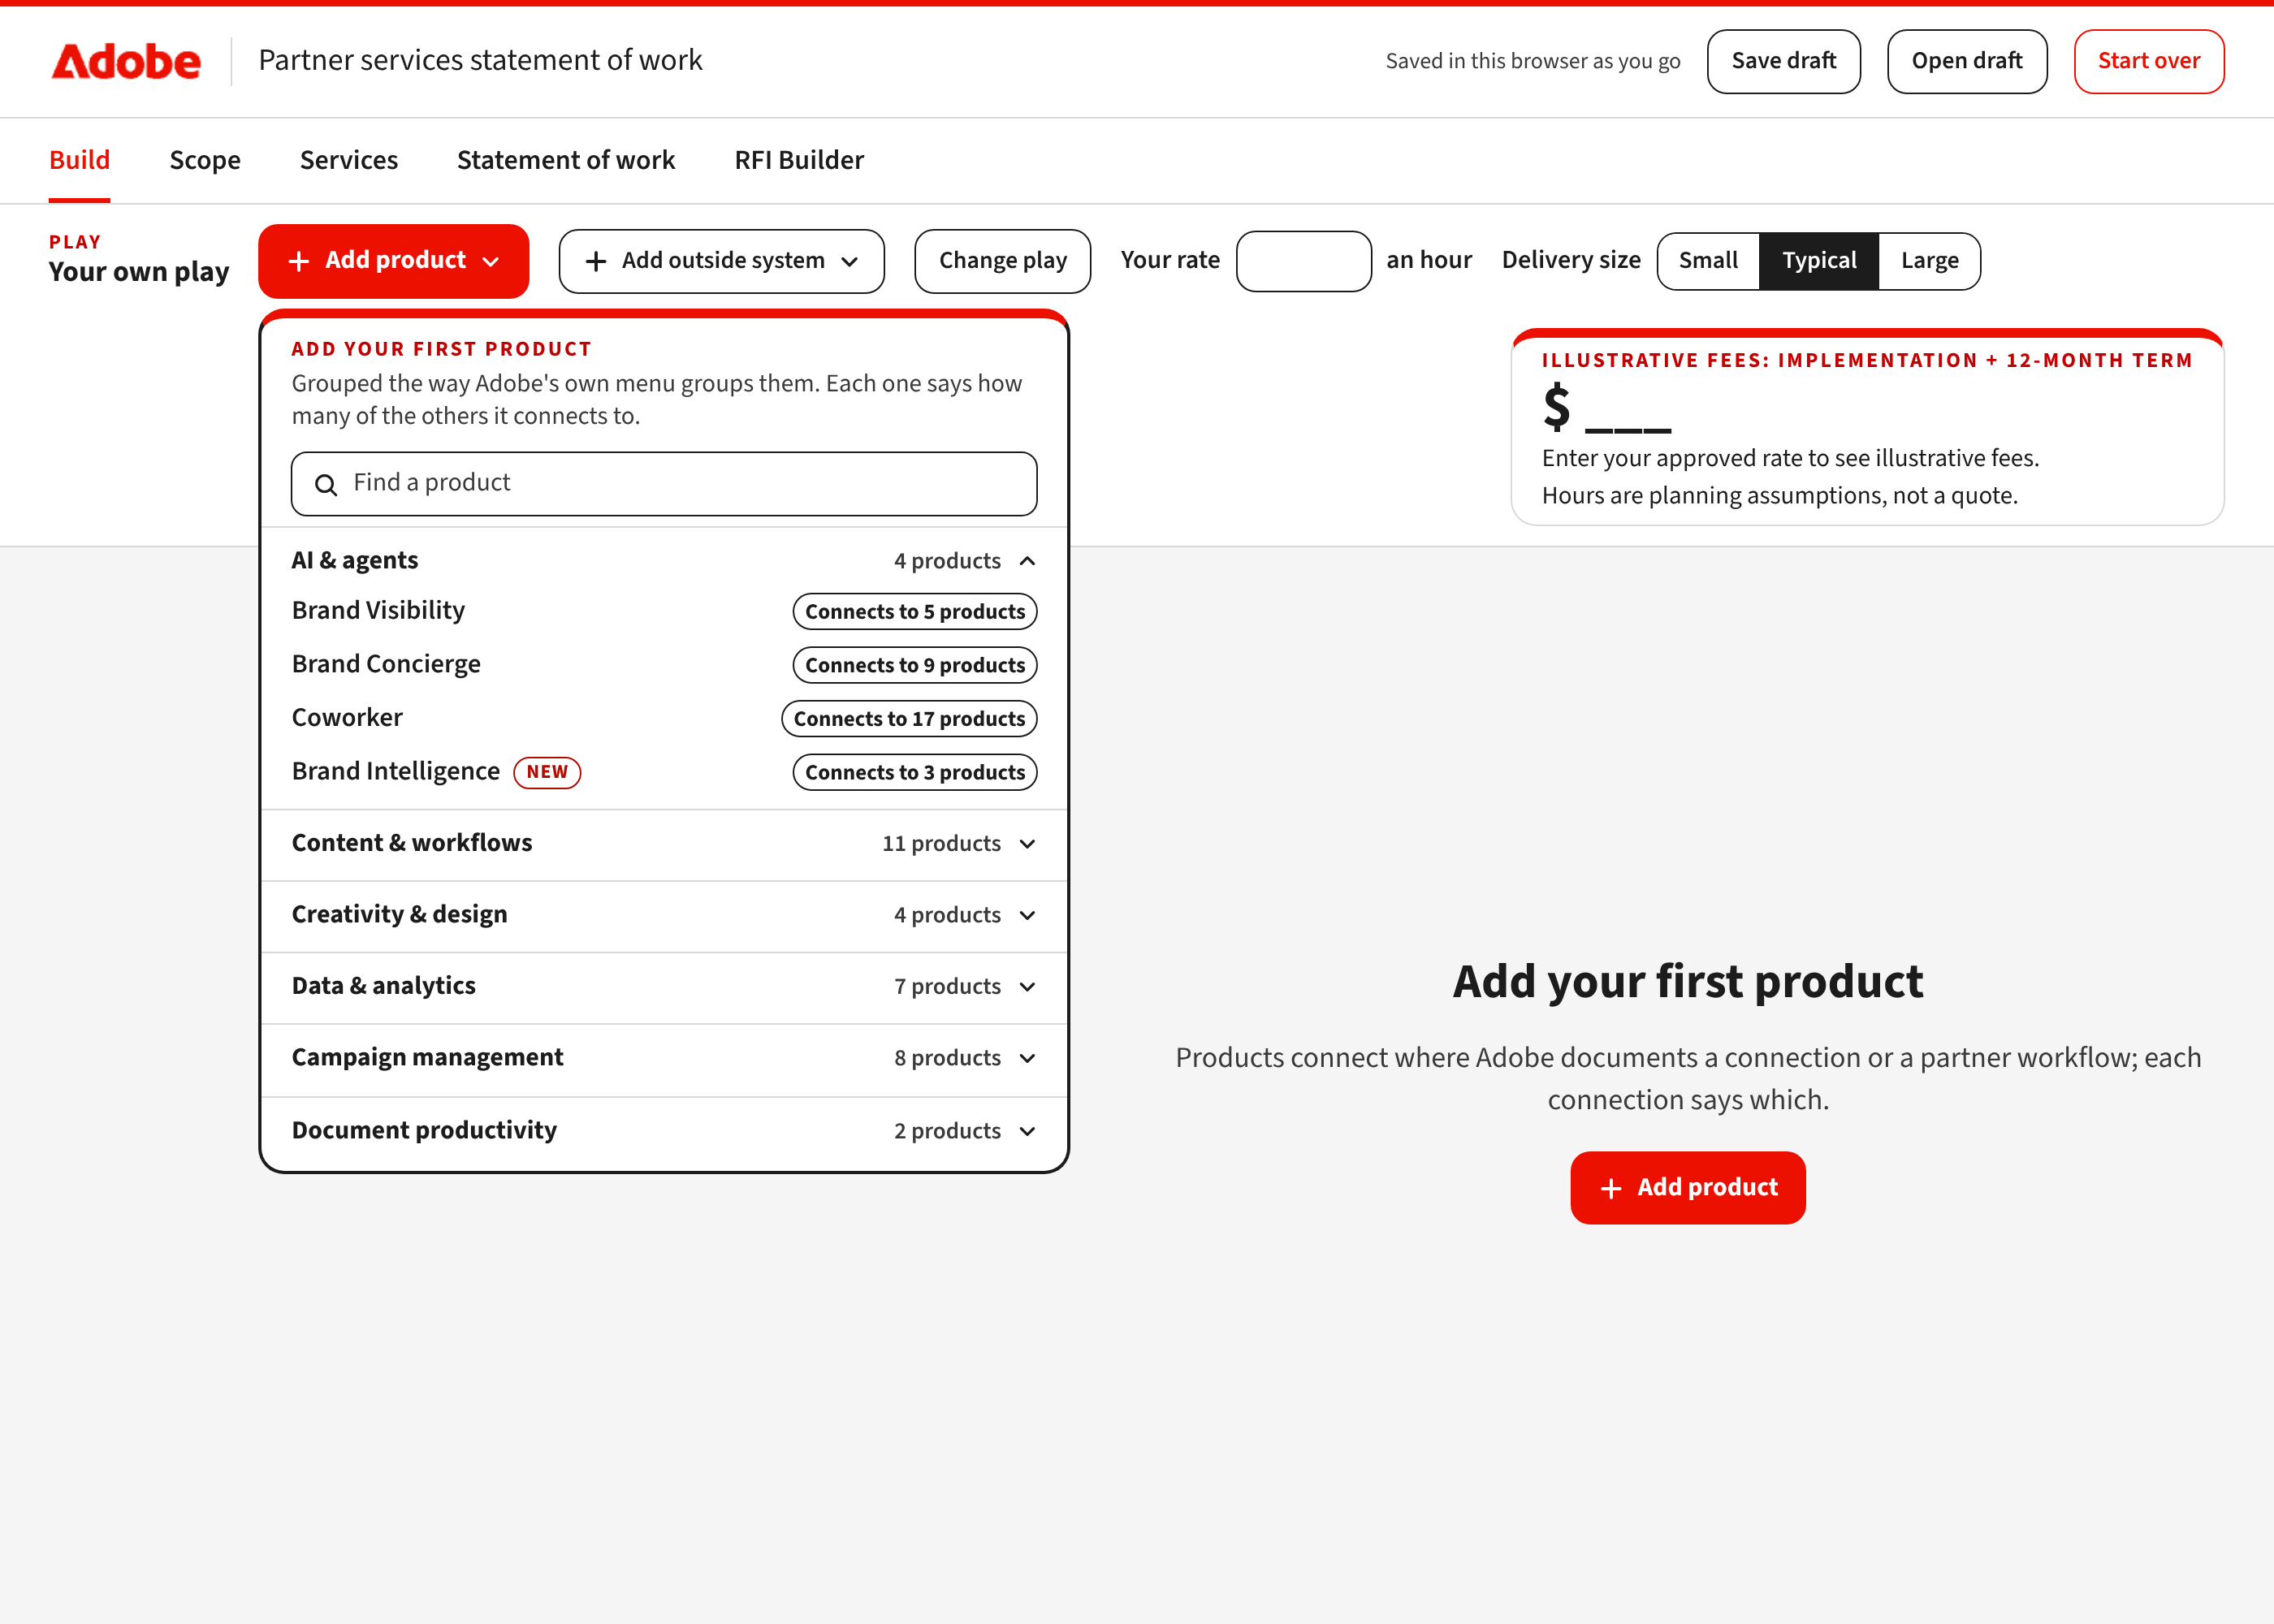 Adobe
Partner services statement of work
Saved in this browser as you go
Save draft
Open draft
Start over
Build
Scope
Services
Statement of work
RFI Builder
PLAY
Your own play
Add product
Add outside system
Change play
Your rate
an hour
Delivery size
Small
Typical
Large
ADD YOUR FIRST PRODUCT
Grouped the way Adobe's own menu groups them. Each one says how
many of the others it connects to.
Find a product
AI & agents
4 products
Brand Visibility
Connects to 5 products
Brand Concierge
Connects to 9 products
Coworker
Connects to 17 products
Brand Intelligence
NEW
Connects to 3 products
Content & workflows
11 products
Creativity & design
4 products
Data & analytics
7 products
Campaign management
8 products
Document productivity
2 products
ILLUSTRATIVE FEES: IMPLEMENTATION + 12-MONTH TERM
$ ___
Enter your approved rate to see illustrative fees.
Hours are planning assumptions, not a quote.
Add your first product
Products connect where Adobe documents a connection or a partner workflow; each
connection says which.
Add product